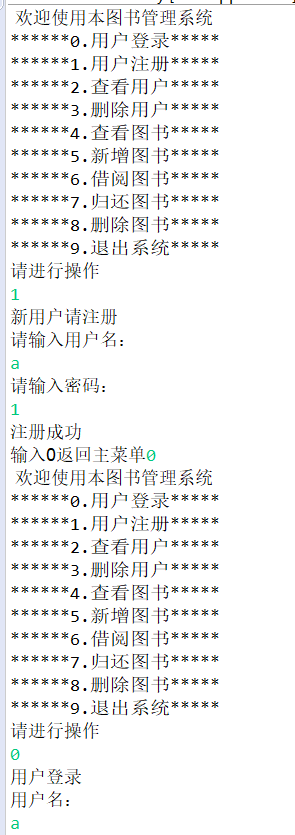 欢迎使用本图书管理系统
******0.用户登录*****
******1.用户注册*****
******2.查看用户*****
******3.删除用户*****
******4.查看图书*****
******5.新增图书*****
******6.借阅图书*****
******7.归还图书*****
******8.删除图书*****
******9.退出系统*****
请进行操作
1
新用户请注册
请输入用户名：
a
请输入密码：
1
注册成功
输入0返回主菜单0
欢迎使用本图书管理系统
******0.用户登录*****
******1.用户注册*****
******2.查看用户*****
******3.删除用户*****
******4.查看图书*****
******5.新增图书*****
******6.借阅图书*****
******7.归还图书*****
******8.删除图书*****
******9.退出系统*****
请进行操作
0
用户登录
用户名：
a